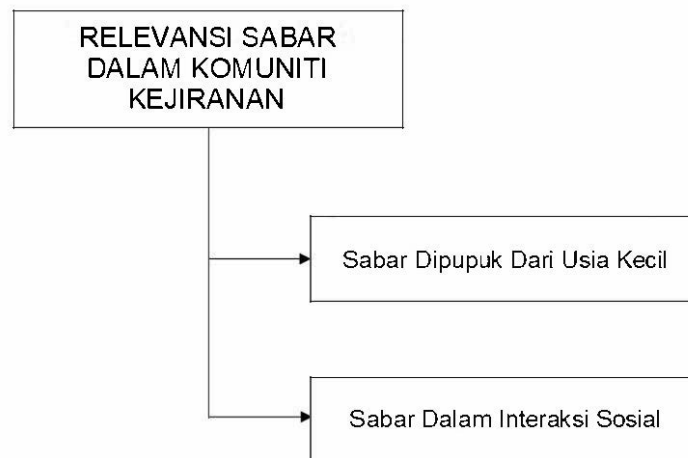 RELEVANSI SABAR
DALAM KOMUNITI
KEJIRANAN
Sabar Dipupuk Dari Usia Kecil
Sabar Dalam Interaksi Sosial